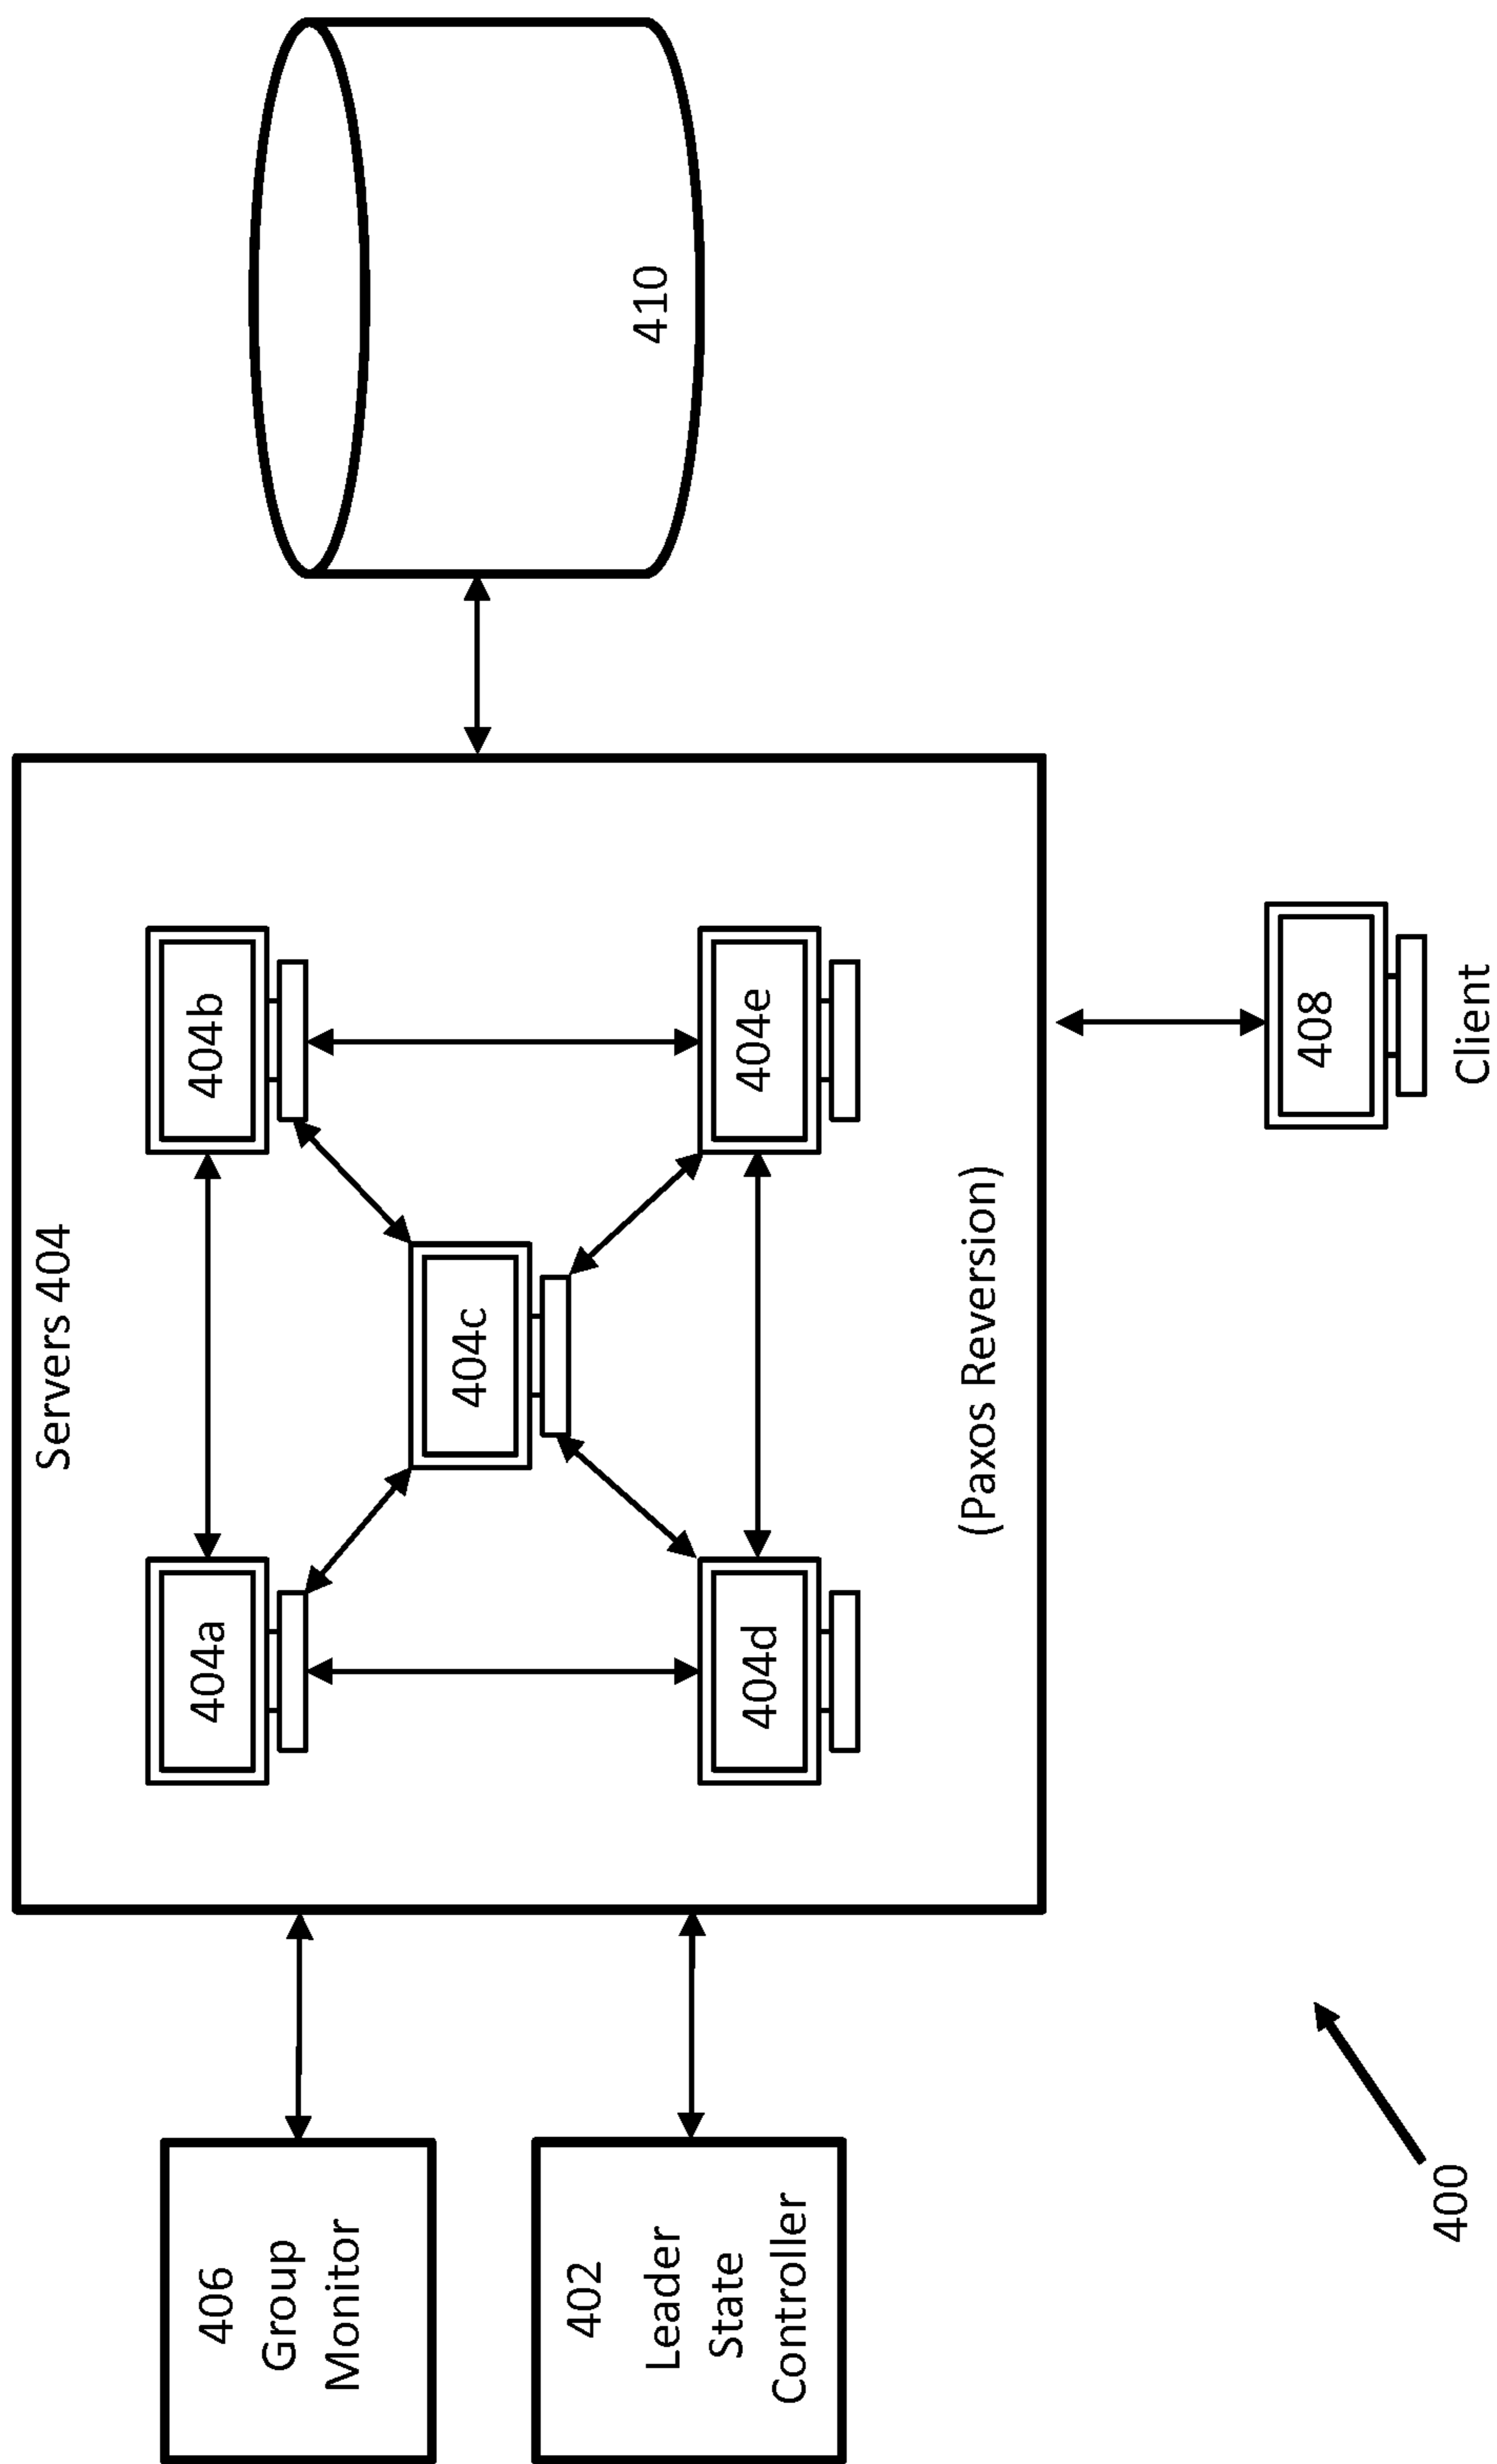 Servers 404
406
Group
Monitor
404a
404b
404c
402
Leader
State
Controller
404d
404e
410
(Paxos Reversion)
408
Client
400